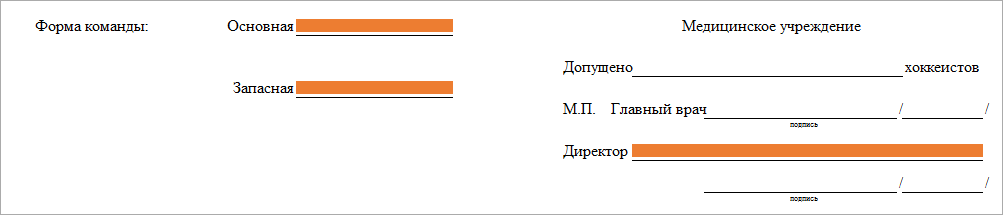 Форма команды: Основная Медицинское учреждение
Допущено хоккеистов
Запасная
М.П. Главный врач / /
подпись
Директор
/ /
подпись